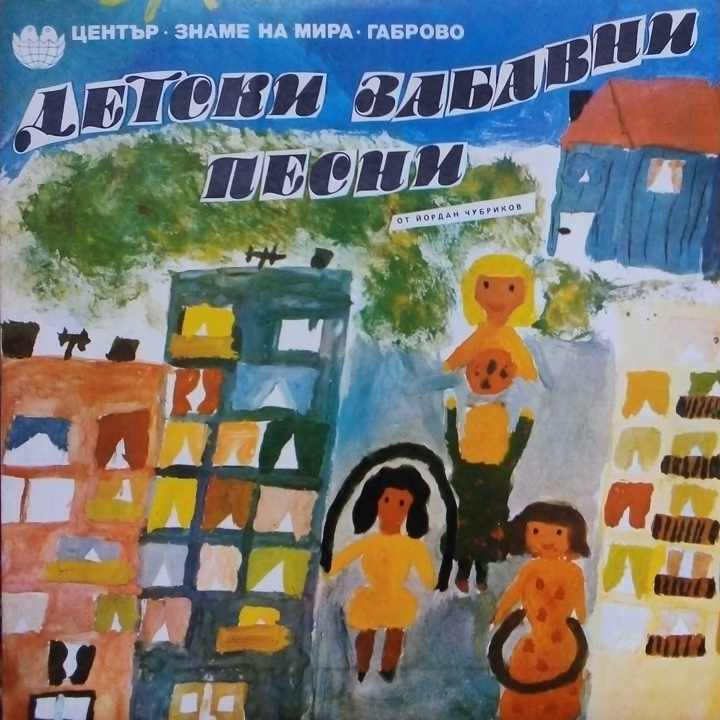 ЦЕНТЪР · ЗНАМЕ НА МИРА · ГАБРОВО
ДЕТСКИ ЗАБАВНИ
ПЕСНИ
ОТ ЙОРДАН ЧУБРИКОВ